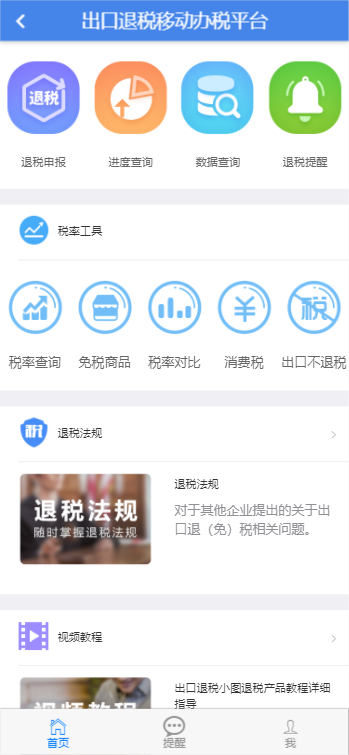 出口退税移动办税平台
退税
退税申报
进度查询
数据查询
退税提醒
税率工具
税
税率查询
免税商品
税率对比
消费税
出口不退税
税
退税法规
退税法规
随时掌握退税法规
退税法规
对于其他企业提出的关于出
口退（免）税相关问题。
视频教程
视频教程
出口退税小图退税产品教程详细
指导
首页
提醒
我